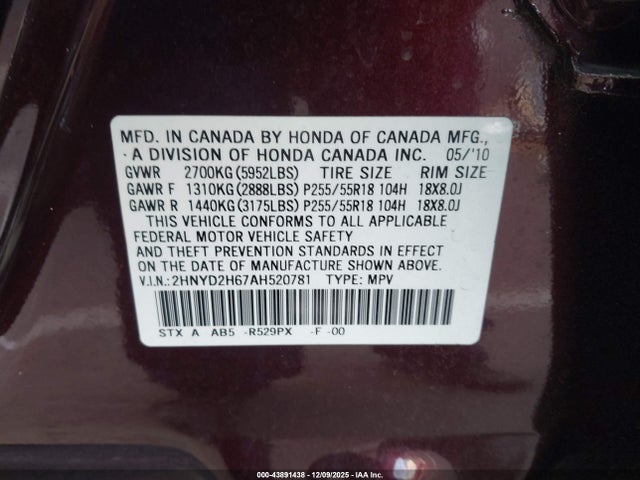 MFD. IN CANADA BY HONDA OF CANADA MFG.,
A DIVISION OF HONDA CANADA INC. 05/'10
GVWR 2700KG(5952LBS) TIRE SIZE RIM SIZE
GAWR F 1310KG(2888LBS) P255/55R18 104H 18X8.0J
GAWR R 1440KG(3175LBS) P255/55R18 104H 18X8.0J
THIS VEHICLE CONFORMS TO ALL APPLICABLE
FEDERAL MOTOR VEHICLE SAFETY
AND THEFT PREVENTION STANDARDS IN EFFECT
ON THE DATE OF MANUFACTURE SHOWN ABOVE.
V.I.N.: 2HNYD2H67AH520781 TYPE: MPV
STX A AB5 -R529PX -F -00
000-43891438 - 12/09/2025 - IAA Inc.